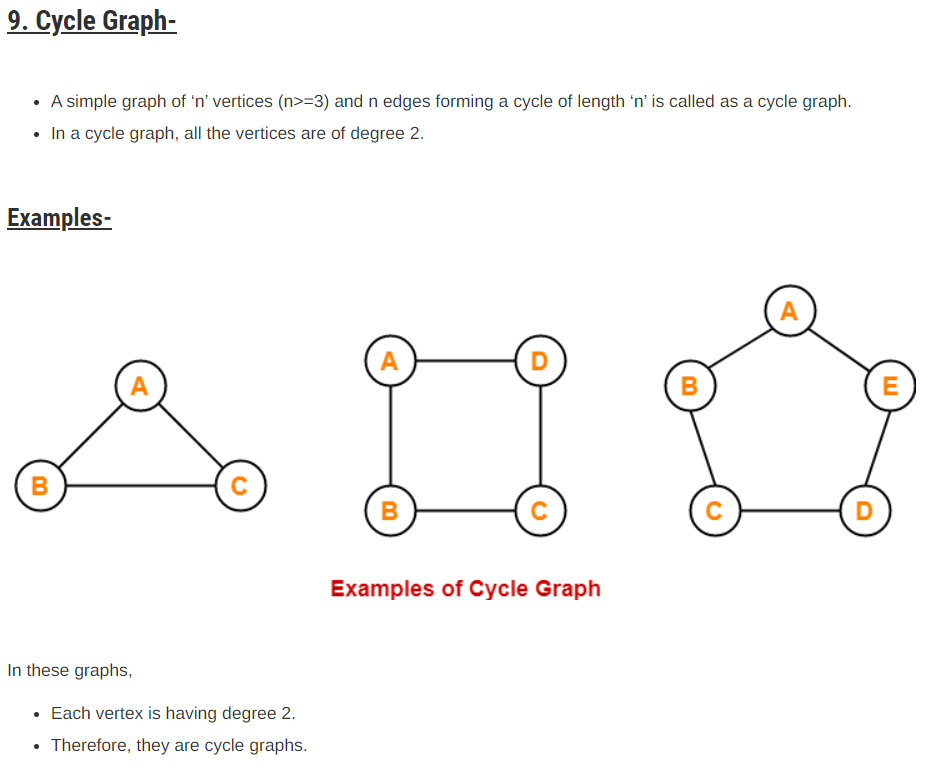 9. Cycle Graph-
A simple graph of ‘n’ vertices (n>=3) and n edges forming a cycle of length ‘n’ is called as a cycle graph.
In a cycle graph, all the vertices are of degree 2.
Examples-
A
B
C
A
D
B
C
A
B
E
C
D
Examples of Cycle Graph
In these graphs,
Each vertex is having degree 2.
Therefore, they are cycle graphs.